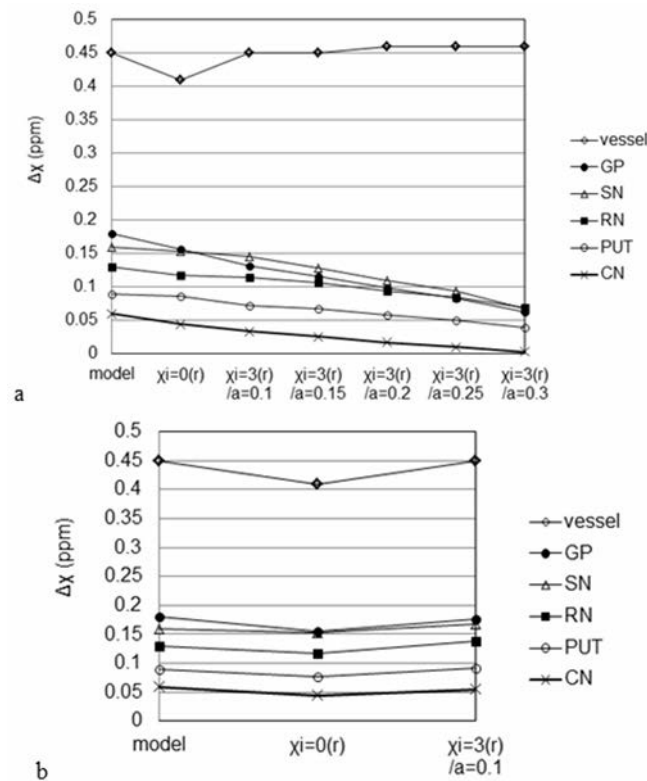 0.5
0.45
0.4
0.35
0.3
0.25
0.2
0.15
0.1
0.05
0
Δχ (ppm)
model
χi=0(r)
χi=3(r)
/a=0.1
χi=3(r)
/a=0.15
χi=3(r)
/a=0.2
χi=3(r)
/a=0.25
χi=3(r)
/a=0.3
vessel
GP
SN
RN
PUT
CN
a
0.5
0.45
0.4
0.35
0.3
0.25
0.2
0.15
0.1
0.05
0
Δχ (ppm)
model
χi=0(r)
χi=3(r)
/a=0.1
vessel
GP
SN
RN
PUT
CN
b